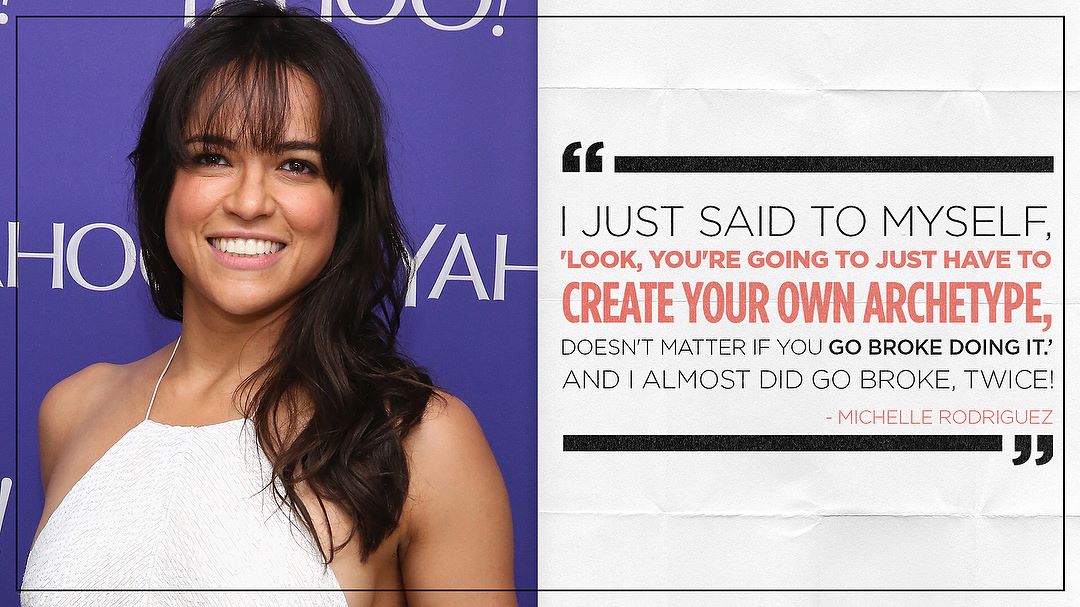 YAHOO!
AHOO
YAH
“
I JUST SAID TO MYSELF,
'LOOK, YOU'RE GOING TO JUST HAVE TO
CREATE YOUR OWN ARCHETYPE,
DOESN'T MATTER IF YOU GO BROKE DOING IT.’
AND I ALMOST DID GO BROKE, TWICE!
- MICHELLE RODRIGUEZ
”